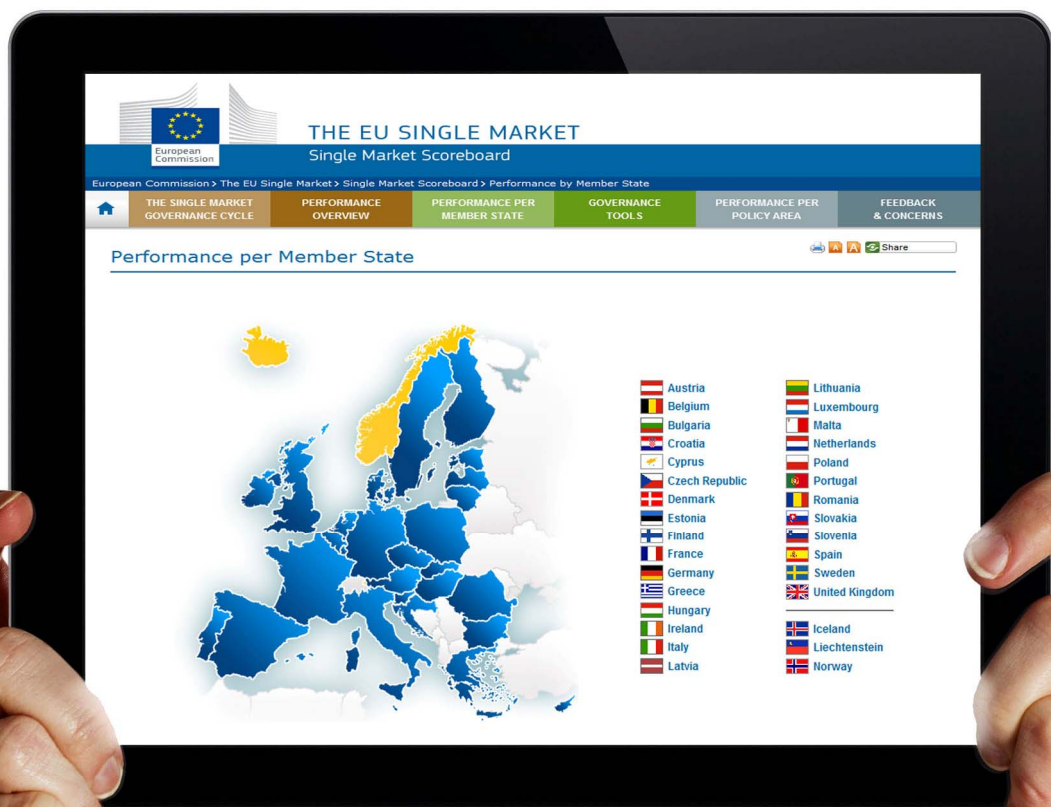 European
Commission
THE EU SINGLE MARKET
Single Market Scoreboard
European Commission > The EU Single Market > Single Market Scoreboard > Performance by Member State
THE SINGLE MARKET
GOVERNANCE CYCLE
PERFORMANCE
OVERVIEW
PERFORMANCE PER
MEMBER STATE
GOVERNANCE
TOOLS
PERFORMANCE PER
POLICY AREA
FEEDBACK
& CONCERNS
A
A
Share
Performance per Member State
Austria
Belgium
Bulgaria
Croatia
Cyprus
Czech Republic
Denmark
Estonia
Finland
France
Germany
Greece
Hungary
Ireland
Italy
Latvia
Lithuania
Luxembourg
Malta
Netherlands
Poland
Portugal
Romania
Slovakia
Slovenia
Spain
Sweden
United Kingdom
Iceland
Liechtenstein
Norway